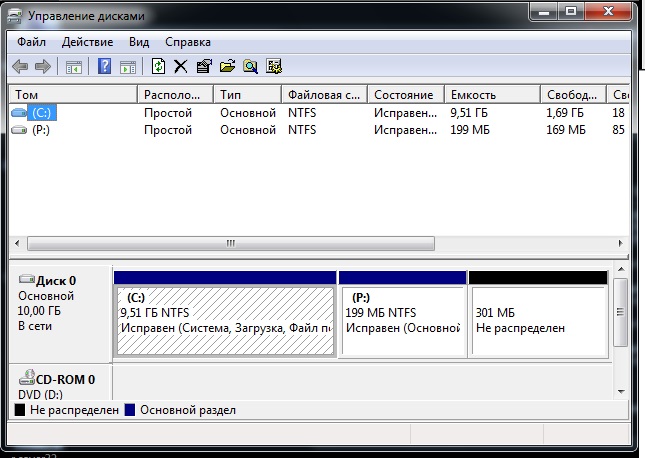 Управление дисками
Файл Действие Вид Справка
Том Располо... Тип Файловая с... Состояние Емкость Свобод... Сво
(C:) Простой Основной NTFS Исправен... 9,51 ГБ 1,69 ГБ 18
(P:) Простой Основной NTFS Исправен... 199 МБ 169 МБ 85
Диск 0
Основной
10,00 ГБ
В сети
(C:)
9,51 ГБ NTFS
Исправен (Система, Загрузка, Файл по
(P:)
199 МБ NTFS
Исправен (Основной
301 МБ
Не распределен
CD-ROM 0
DVD (D:)
Не распределен Основной раздел